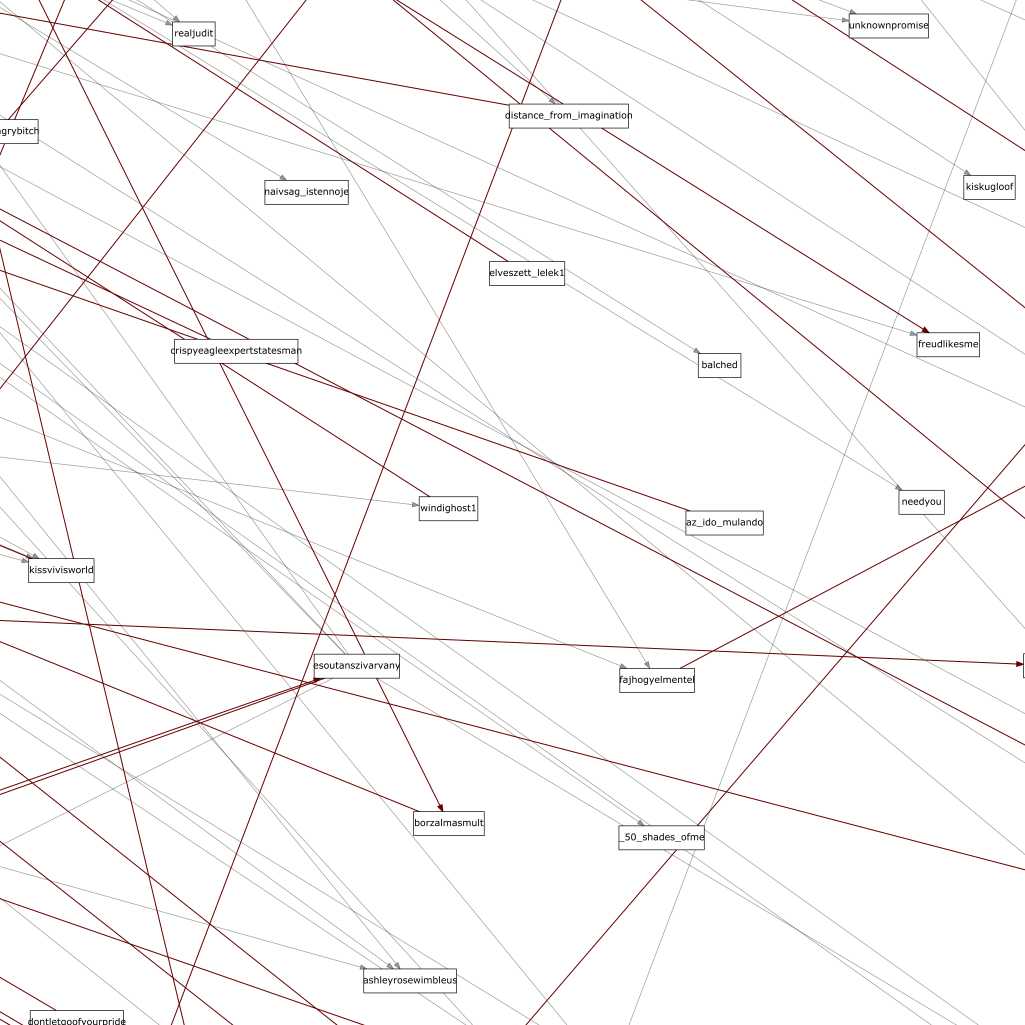 unknownpromise
realjudit
distance_from_imagination
grybitch
kiskugloof
naivsag_istennoje
elveszett_lelek1
freudlikesme
crispyeagleexpertstatesman
balched
needyou
windighost1
az_ido_mulando
kissvivisworld
esoutanszivarvany
fajhogyelmentel
borzalmasmult
_50_shades_ofme
ashleyrosewimbleus
dontletgoofyourpride